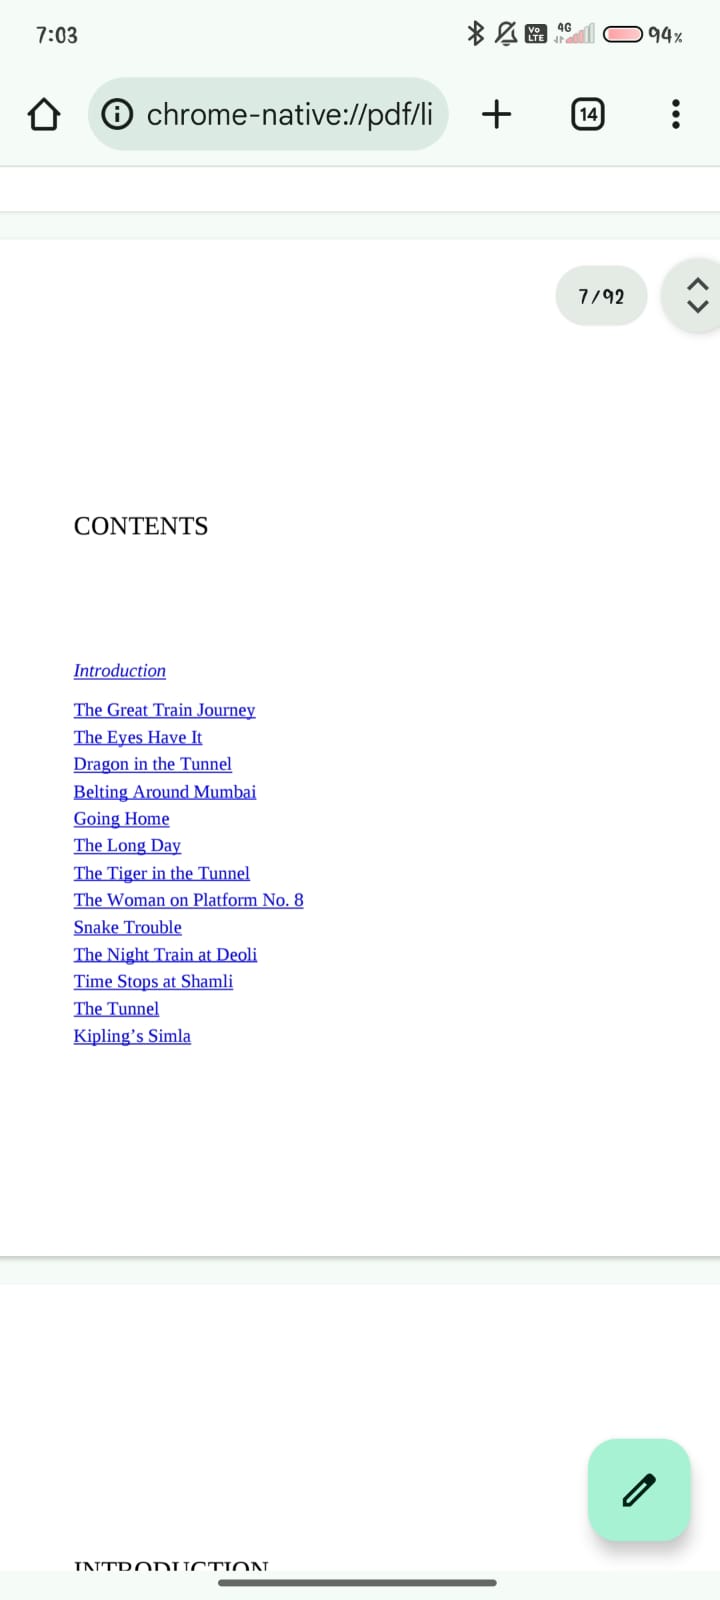 7:03
Vo LTE 4G 94%
chrome-native://pdf/li
14
7/92
CONTENTS
Introduction
The Great Train Journey
The Eyes Have It
Dragon in the Tunnel
Belting Around Mumbai
Going Home
The Long Day
The Tiger in the Tunnel
The Woman on Platform No. 8
Snake Trouble
The Night Train at Deoli
Time Stops at Shamli
The Tunnel
Kipling’s Simla
INTRODUCTION